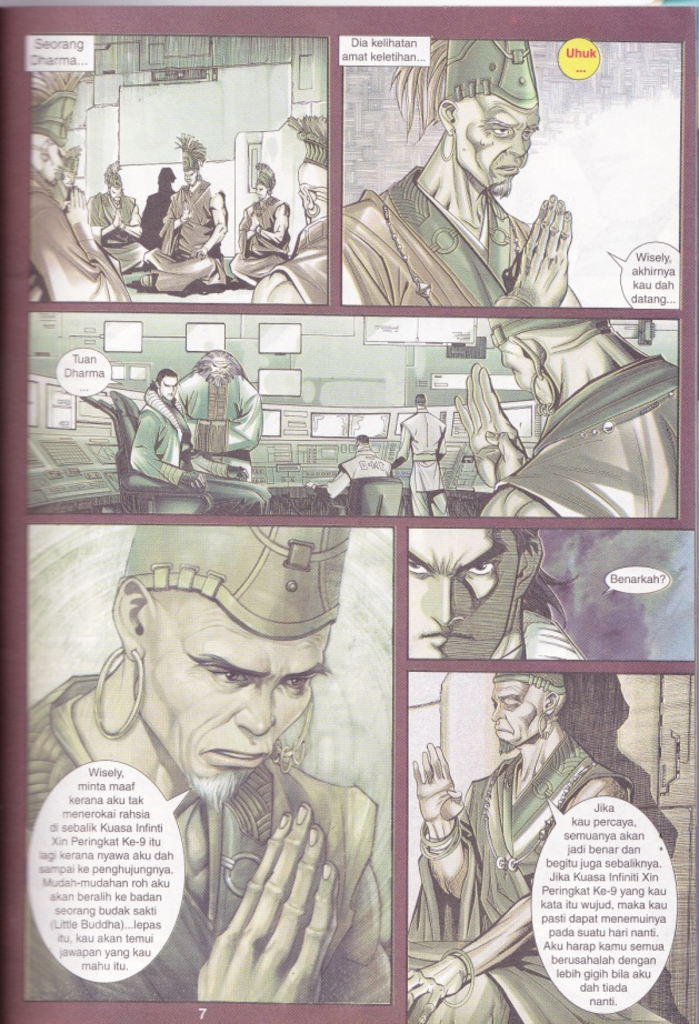 Seorang
Dharma...
Dia kelihatan
amat keletihan...
Uhuk
...
Wisely,
akhirnya
kau dah
datang...
Tuan
Dharma
...
Wisely,
minta maaf
kerana aku tak
menerokai rahsia
di sebalik Kuasa Infinti
Xin Peringkat Ke-9 itu
lagi kerana nyawa aku dah
sampai ke penghujungnya.
Mudah-mudahan roh aku
akan beralih ke badan
seorang budak sakti
(Little Buddha)...lepas
itu, kau akan temui
jawapan yang kau
mahu itu.
Benarkah?
Jika
kau percaya,
semuanya akan
jadi benar dan
begitu juga sebaliknya.
Jika Kuasa Infiniti Xin
Peringkat Ke-9 yang kau
kata itu wujud, maka kau
pasti dapat menemuinya
pada suatu hari nanti.
Aku harap kamu semua
berusahalah dengan
lebih gigih bila aku
dah tiada
nanti.
7